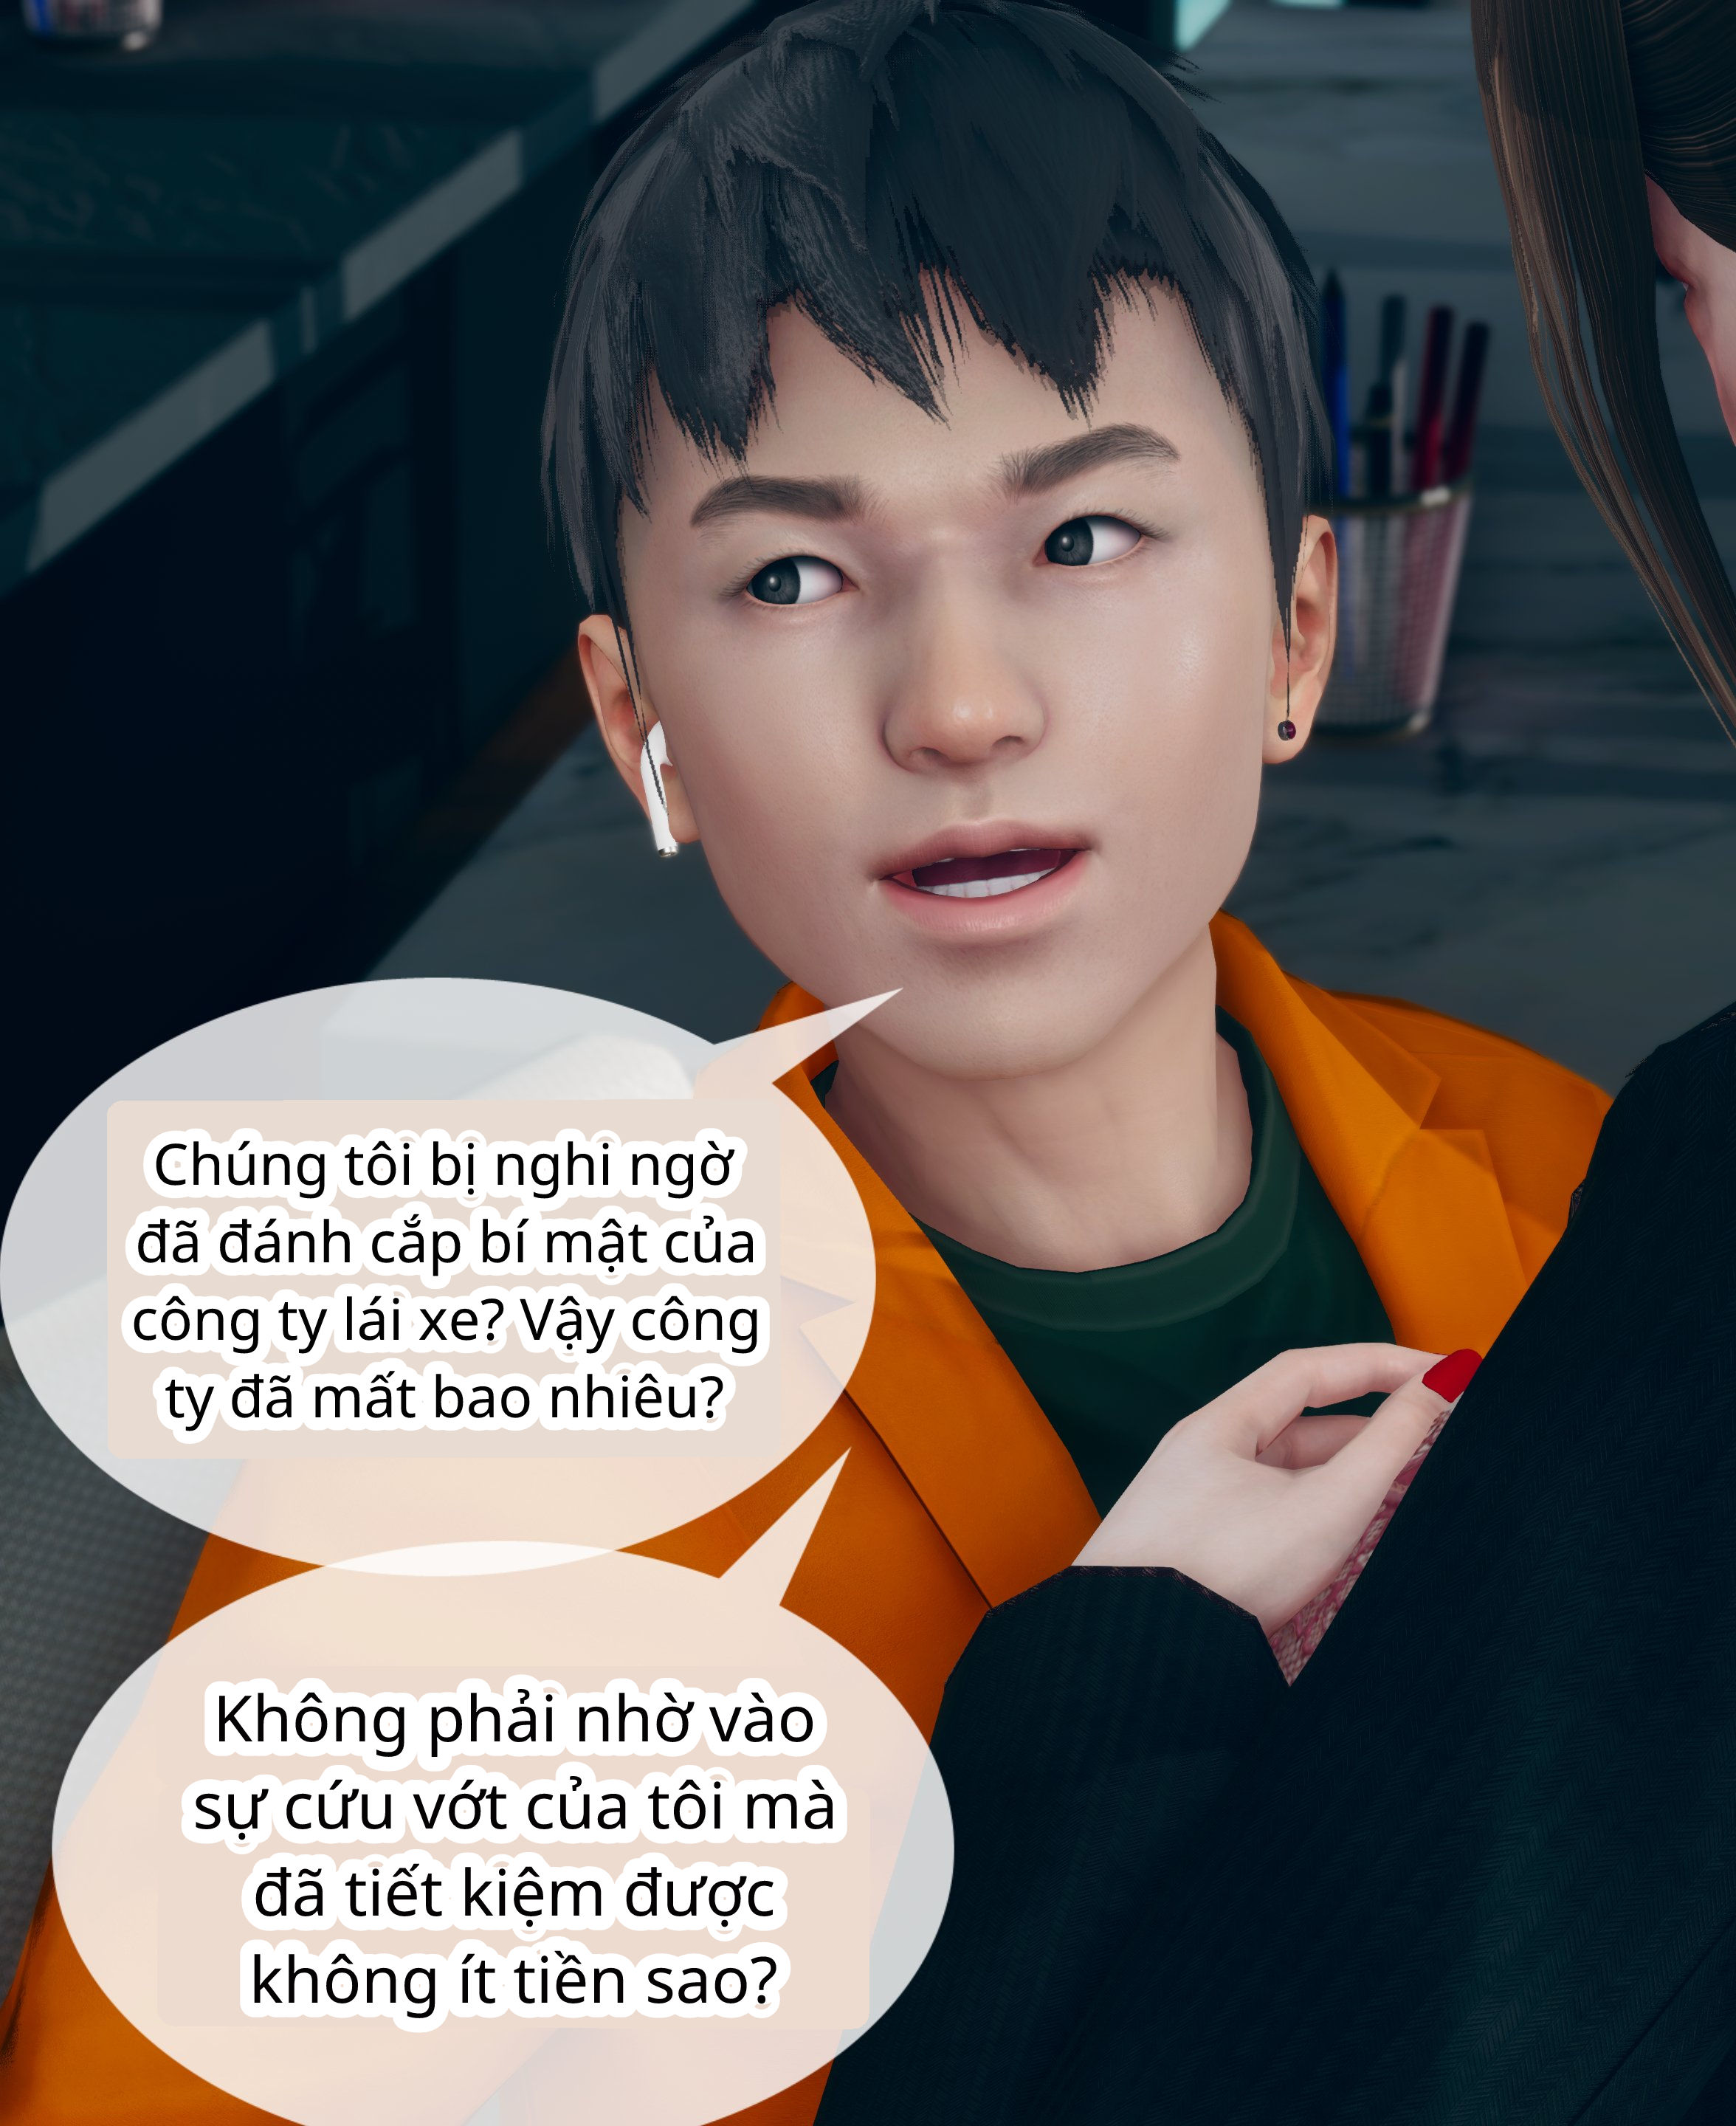 Chúng tôi bị nghi ngờ
đã đánh cắp bí mật của
công ty lái xe? Vậy công
ty đã mất bao nhiêu?
Không phải nhờ vào
sự cứu vớt của tôi mà
đã tiết kiệm được
không ít tiền sao?